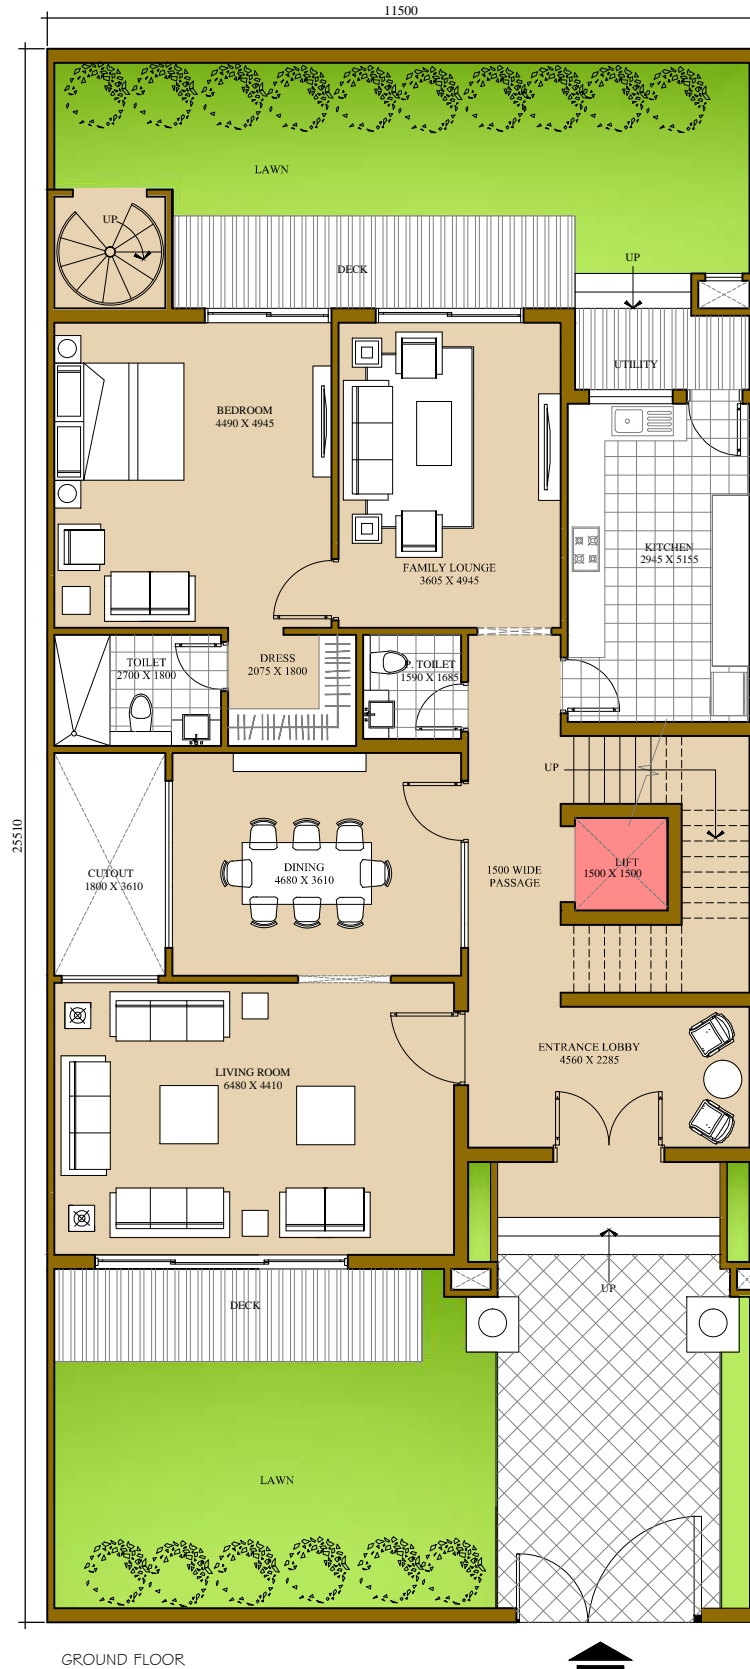 11500
LAWN
UP
DECK
UP
UTILITY
BEDROOM
4490 X 4945
KITCHEN
2945 X 5155
FAMILY LOUNGE
3605 X 4945
TOILET
2700 X 1800
DRESS
2075 X 1800
P. TOILET
1590 X 1685
UP
25510
CUTOUT
1800 X 3610
DINING
4680 X 3610
1500 WIDE
PASSAGE
LIFT
1500 X 1500
ENTRANCE LOBBY
4560 X 2285
LIVING ROOM
6480 X 4410
UP
DECK
LAWN
GROUND FLOOR